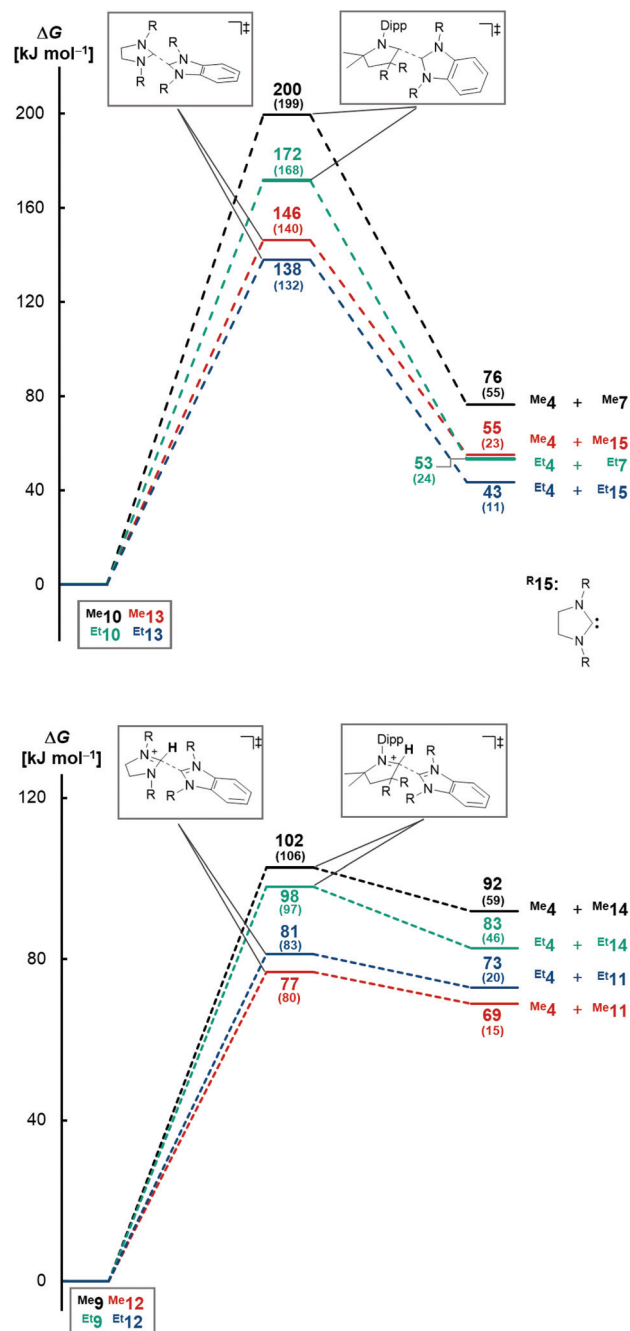 ΔG
[kJ mol⁻¹]
R
N
N
R
R
N
N
R
‡
Dipp
N
R
R
R
N
N
R
‡
200
(199)
172
(168)
146
(140)
138
(132)
200
160
120
80
40
0
76
(55)
ᴹᵉ4 + ᴹᵉ7
55
(23)
ᴹᵉ4 + ᴹᵉ15
53
(24)
ᴱᵗ4 + ᴱᵗ7
43
(11)
ᴱᵗ4 + ᴱᵗ15
ᴹᵉ10 ᴹᵉ13
ᴱᵗ10 ᴱᵗ13
ᴿ15:
R
N
N
R
ΔG
[kJ mol⁻¹]
R
N
+
H
N
R
R
N
R
N
‡
Dipp
N
+
H
R
R
R
N
R
N
‡
120
80
40
0
102
(106)
98
(97)
81
(83)
77
(80)
92
(59)
ᴹᵉ4 + ᴹᵉ14
83
(46)
ᴱᵗ4 + ᴱᵗ14
73
(20)
ᴱᵗ4 + ᴱᵗ11
69
(15)
ᴹᵉ4 + ᴹᵉ11
ᴹᵉ9 ᴹᵉ12
ᴱᵗ9 ᴱᵗ12